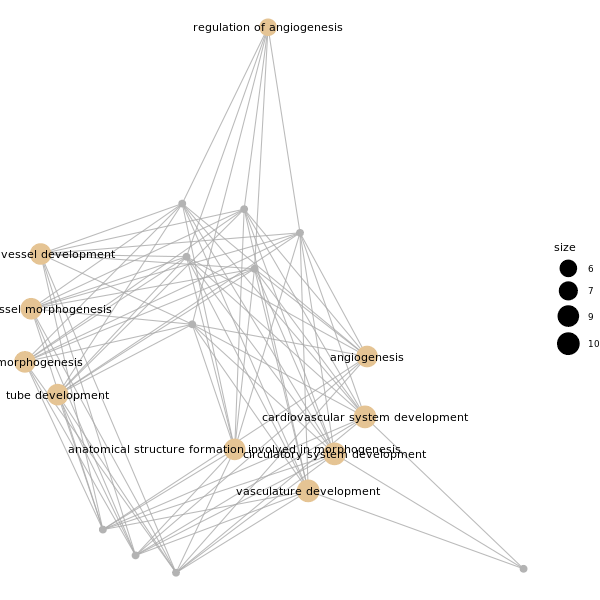 regulation of angiogenesis
vessel development
ssel morphogenesis
morphogenesis
tube development
angiogenesis
cardiovascular system development
anatomical structure formation involved in morphogenesis
circulatory system development
vasculature development
size
6
7
9
10